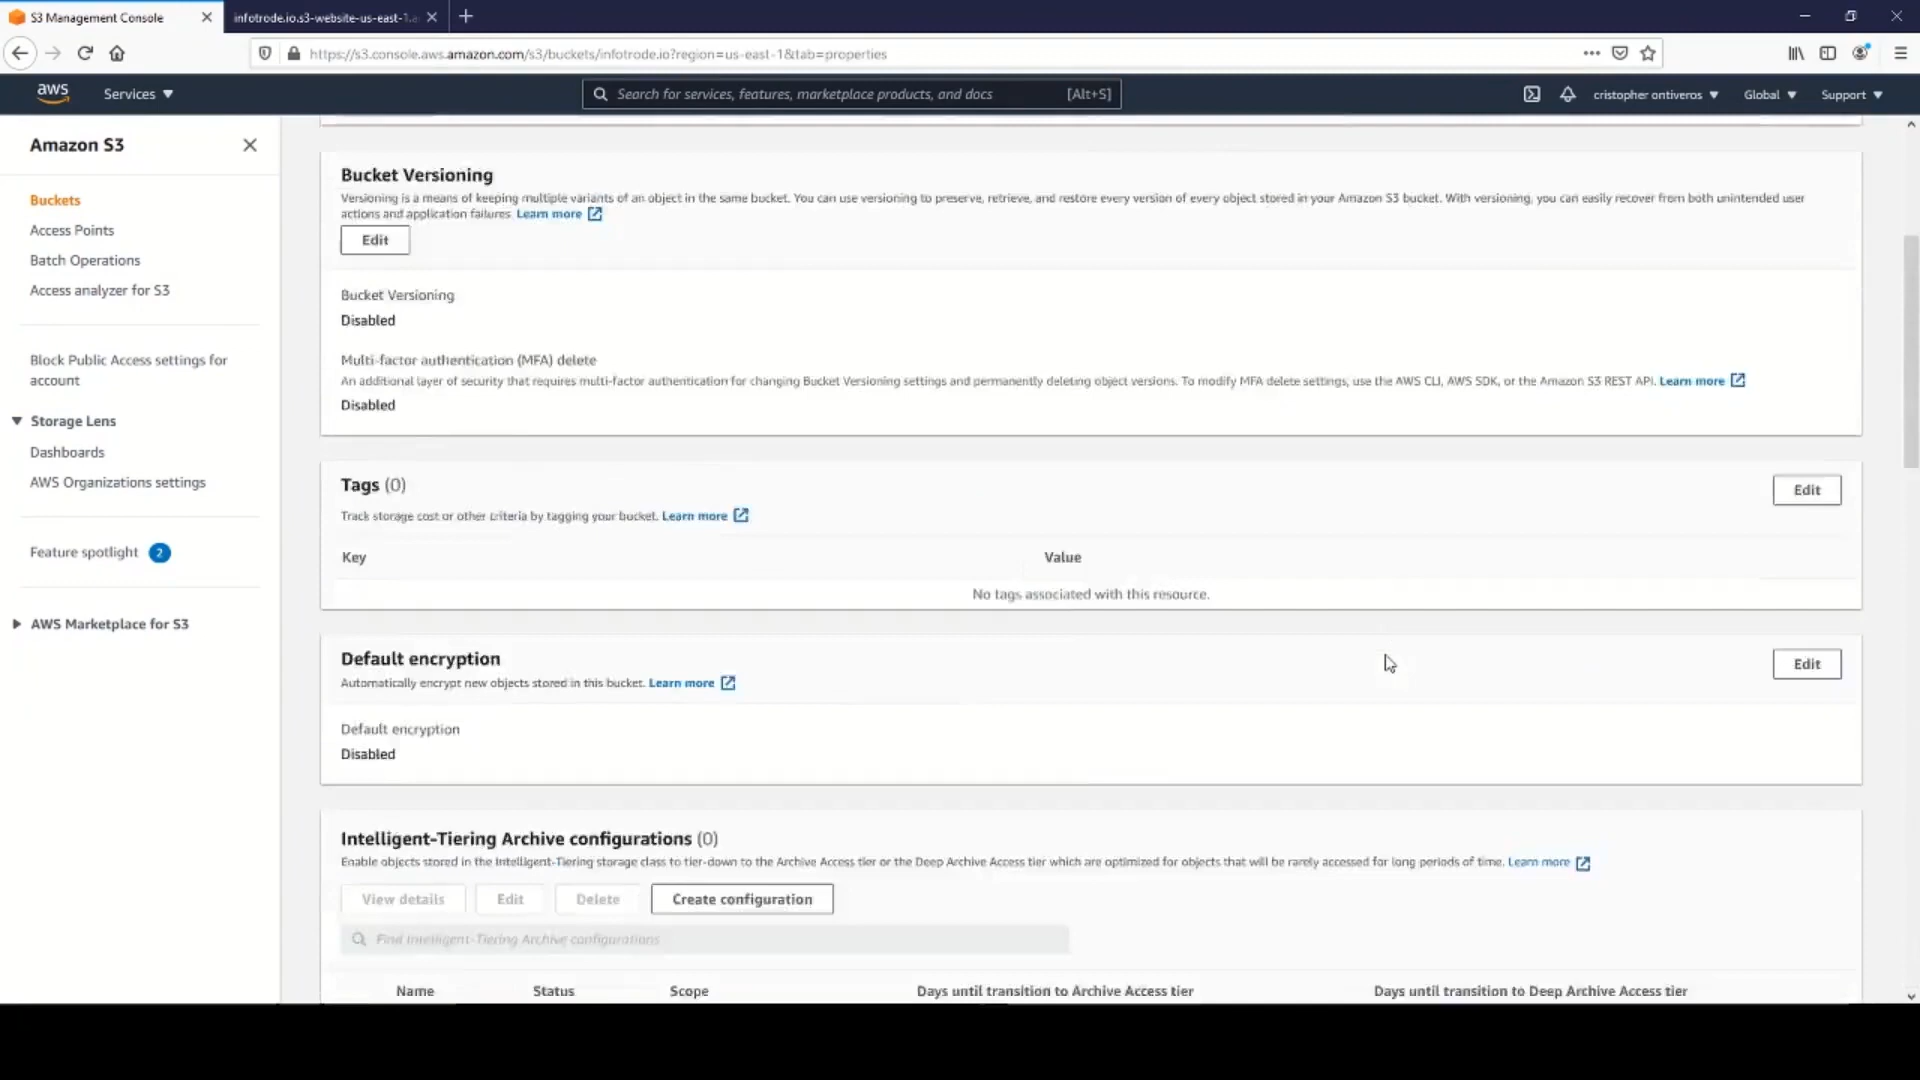 S3 Management Console
infotrode.io.s3-website-us-east-1.a
https://s3.console.aws.amazon.com/s3/buckets/infotrode.io?region=us-east-1&tab=properties
aws
Services
Search for services, features, marketplace products, and docs [Alt+S]
cristopher ontiveros
Global
Support
Amazon S3
Buckets
Access Points
Batch Operations
Access analyzer for S3
Block Public Access settings for
account
Storage Lens
Dashboards
AWS Organizations settings
Feature spotlight 2
AWS Marketplace for S3
Bucket Versioning
Versioning is a means of keeping multiple variants of an object in the same bucket. You can use versioning to preserve, retrieve, and restore every version of every object stored in your Amazon S3 bucket. With versioning, you can easily recover from both unintended user
actions and application failures. Learn more
Edit
Bucket Versioning
Disabled
Multi-factor authentication (MFA) delete
An additional layer of security that requires multi-factor authentication for changing Bucket Versioning settings and permanently deleting object versions. To modify MFA delete settings, use the AWS CLI, AWS SDK, or the Amazon S3 REST API. Learn more
Disabled
Tags (0)
Edit
Track storage cost or other criteria by tagging your bucket. Learn more
Key Value
No tags associated with this resource.
Default encryption
Edit
Automatically encrypt new objects stored in this bucket. Learn more
Default encryption
Disabled
Intelligent-Tiering Archive configurations (0)
Enable objects stored in the Intelligent-Tiering storage class to tier-down to the Archive Access tier or the Deep Archive Access tier which are optimized for objects that will be rarely accessed for long periods of time. Learn more
View details Edit Delete Create configuration
Find Intelligent-Tiering Archive configurations
Name Status Scope Days until transition to Archive Access tier Days until transition to Deep Archive Access tier